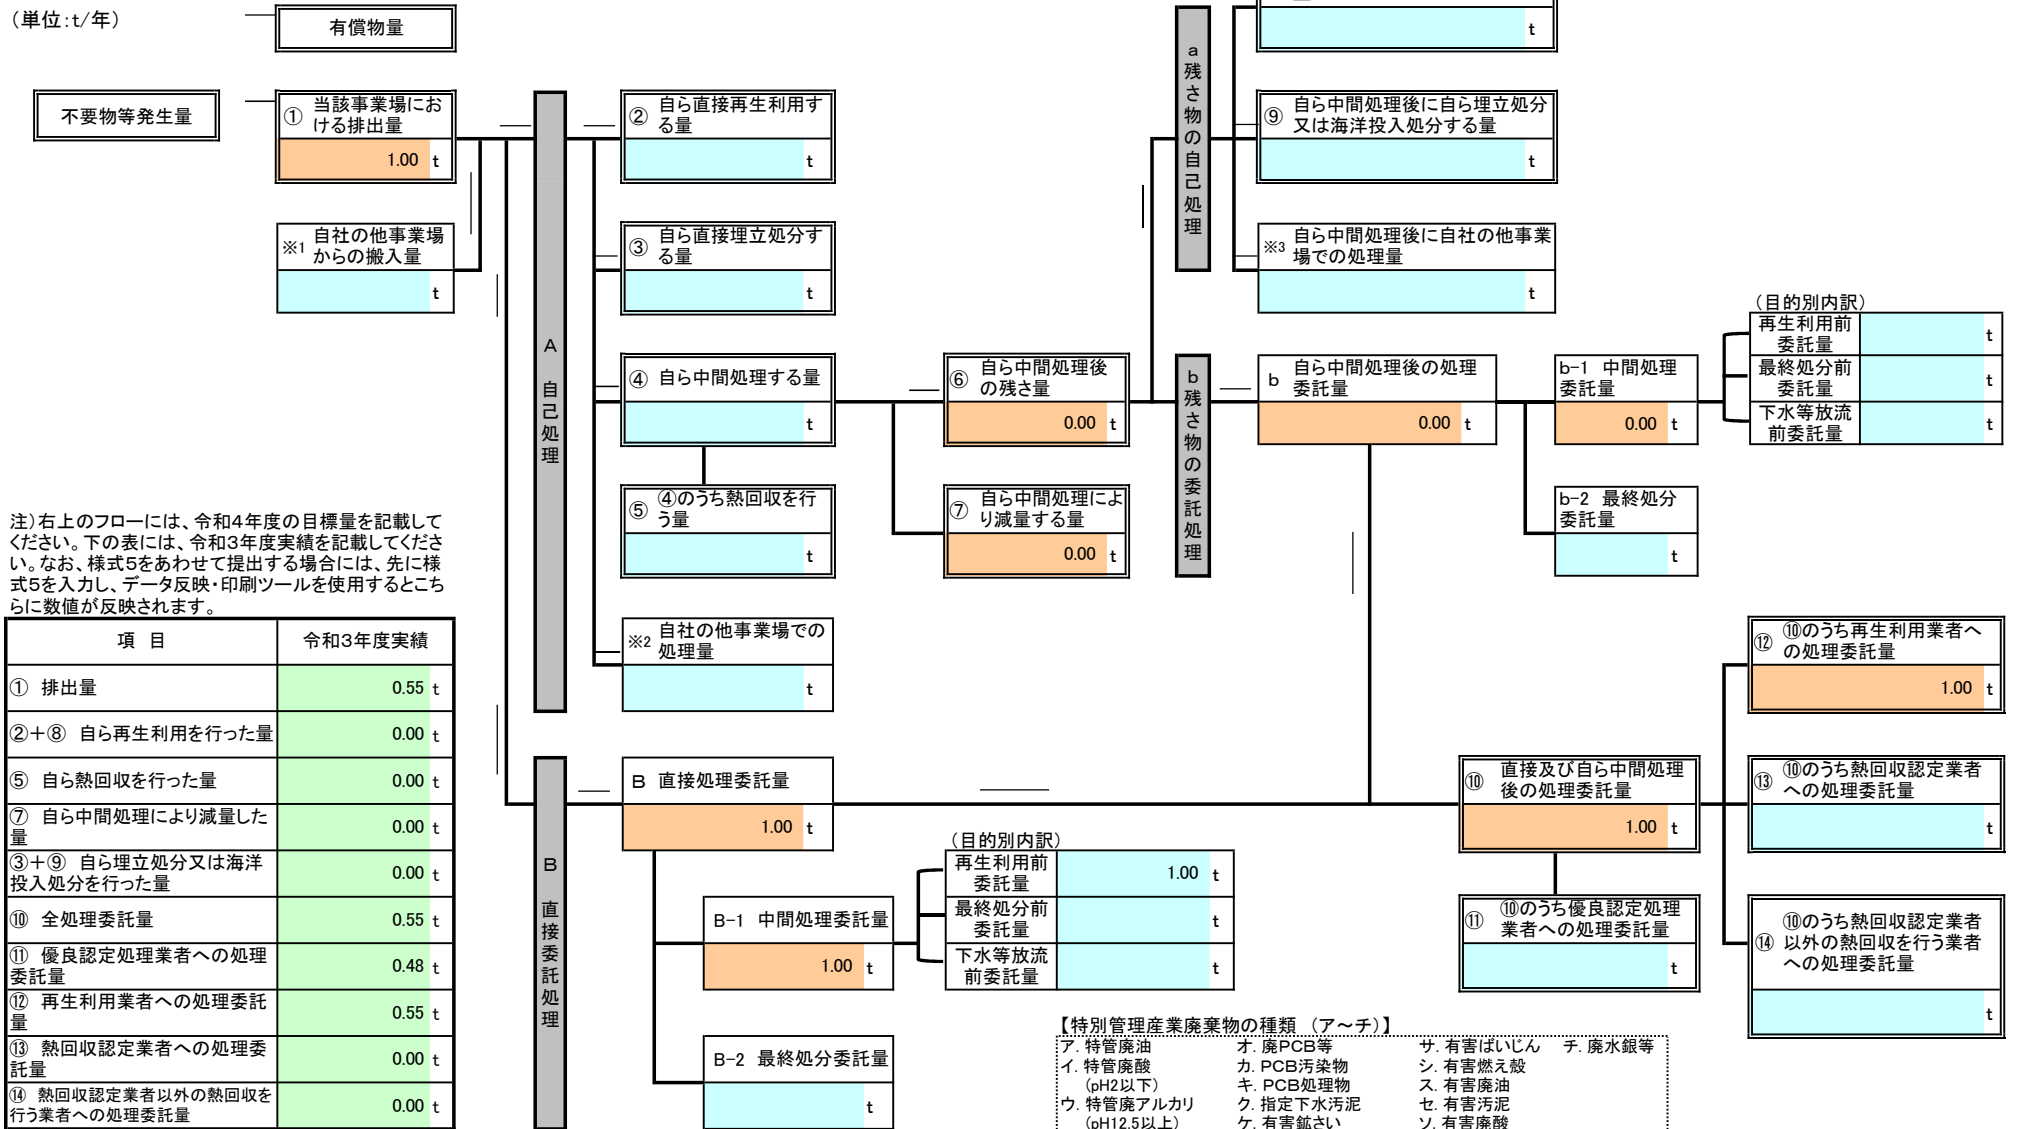 (単位:t/年)
有償物量
t
不要物等発生量
① 当該事業場にお
ける排出量
1.00 t
※1 自社の他事業場
からの搬入量
t
A 自己処理
② 自ら直接再生利用す
る量
t
③ 自ら直接埋立処分す
る量
t
④ 自ら中間処理する量
t
⑤ ④のうち熱回収を行
う量
t
※2 自社の他事業場での
処理量
t
⑥ 自ら中間処理後
の残さ量
0.00 t
⑦ 自ら中間処理によ
り減量する量
0.00 t
a 残さ物の自己処理
⑨ 自ら中間処理後に自ら埋立処分
又は海洋投入処分する量
t
※3 自ら中間処理後に自社の他事業
場での処理量
t
b 残さ物の委託処理
b 自ら中間処理後の処理
委託量
0.00 t
b-1 中間処理
委託量
0.00 t
b-2 最終処分
委託量
t
(目的別内訳)
再生利用前
委託量
t
最終処分前
委託量
t
下水等放流
前委託量
t
注)右上のフローには、令和4年度の目標量を記載して
ください。下の表には、令和3年度実績を記載してくださ
い。なお、様式5をあわせて提出する場合には、先に様
式5を入力し、データ反映・印刷ツールを使用するとこち
らに数値が反映されます。
項 目 令和3年度実績
① 排出量 0.55 t
②+⑧ 自ら再生利用を行った量 0.00 t
⑤ 自ら熱回収を行った量 0.00 t
⑦ 自ら中間処理により減量した
量 0.00 t
③+⑨ 自ら埋立処分又は海洋
投入処分を行った量 0.00 t
⑩ 全処理委託量 0.55 t
⑪ 優良認定処理業者への処理
委託量 0.48 t
⑫ 再生利用業者への処理委託
量 0.55 t
⑬ 熱回収認定業者への処理委
託量 0.00 t
⑭ 熱回収認定業者以外の熱回収を
行う業者への処理委託量 0.00 t
B 直接委託処理
B 直接処理委託量
1.00 t
B-1 中間処理委託量
1.00 t
B-2 最終処分委託量
t
(目的別内訳)
再生利用前
委託量
1.00 t
最終処分前
委託量
t
下水等放流
前委託量
t
⑩ 直接及び自ら中間処理
後の処理委託量
1.00 t
⑪ ⑩のうち優良認定処理
業者への処理委託量
t
⑫ ⑩のうち再生利用業者へ
の処理委託量
1.00 t
⑬ ⑩のうち熱回収認定業者
への処理委託量
t
⑭ ⑩のうち熱回収認定業者
以外の熱回収を行う業者
への処理委託量
t
【特別管理産業廃棄物の種類 (ア~チ)】
ア. 特管廃油 オ. 廃PCB等 サ. 有害ばいじん チ. 廃水銀等
イ. 特管廃酸 カ. PCB汚染物 シ. 有害燃え殻
(pH2以下) キ. PCB処理物 ス. 有害廃油
ウ. 特管廃アルカリ ク. 指定下水汚泥 セ. 有害汚泥
(pH12.5以上) ケ. 有害鉱さい ソ. 有害廃酸